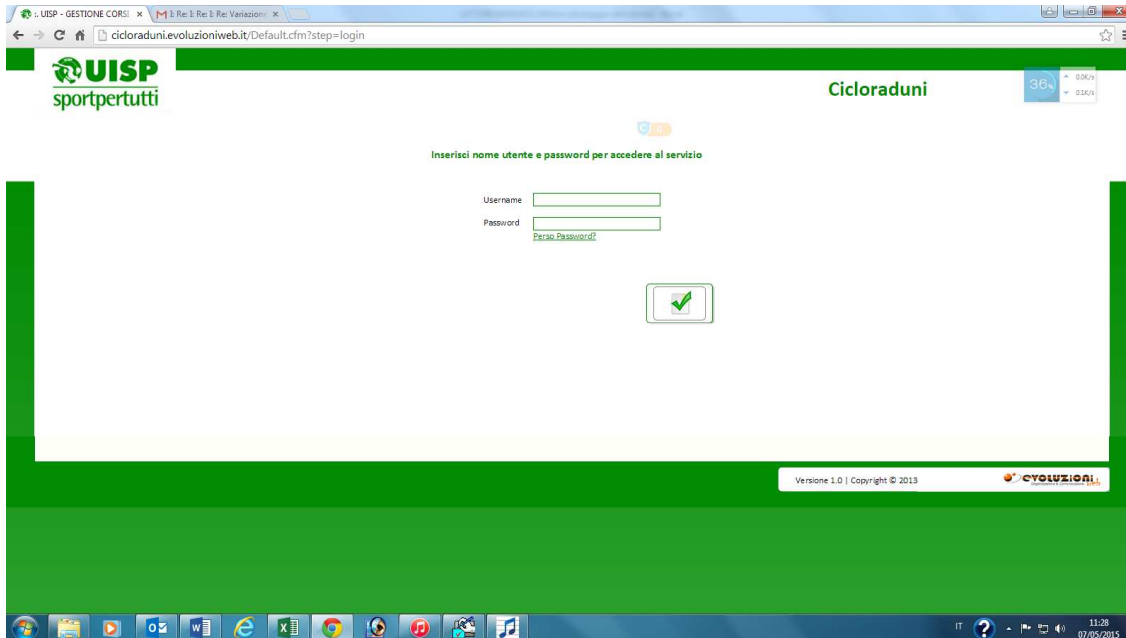 :. UISP - GESTIONE CORSI
I: Re: I: Re: I: Re: Variazione
cicloraduni.evoluzioniweb.it/Default.cfm?step=login
UISP
sportpertutti
Cicloraduni
36%
0.0K/s
0.1K/s
0
Inserisci nome utente e password per accedere al servizio
Username
Password
Perso Password?
Versione 1.0 | Copyright © 2013
evoluzioni
IT
11:28
07/05/2015